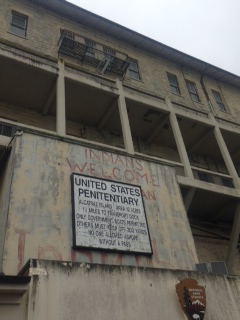 INDIANS
WELCOME
UNITED STATES
PENITENTIARY
ALCATRAZ ISLAND AREA 12 ACRES
1½ MILES TO TRANSPORT DOCK
ONLY GOVERNMENT BOATS PERMITTED
OTHERS MUST KEEP OFF 200 YARDS
NO ONE ALLOWED ASHORE
WITHOUT A PASS